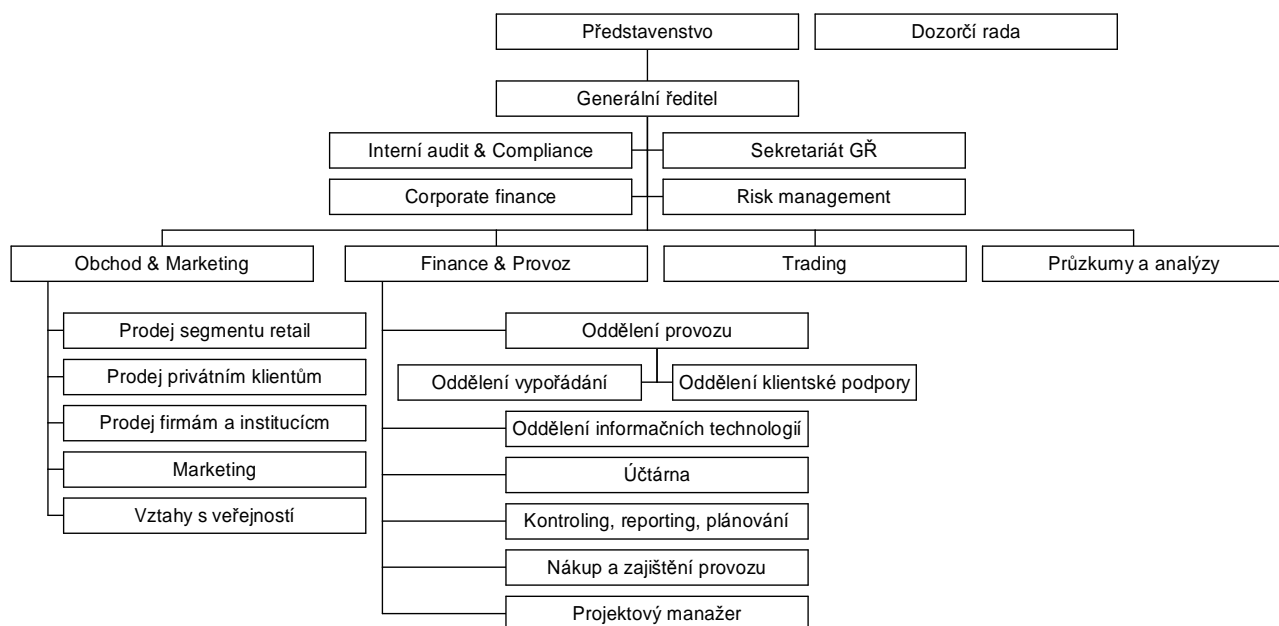 Představenstvo
Dozorčí rada
Generální ředitel
Interní audit & Compliance
Sekretariát GŘ
Corporate finance
Risk management
Obchod & Marketing
Finance & Provoz
Trading
Průzkumy a analýzy
Prodej segmentu retail
Oddělení provozu
Prodej privátním klientům
Oddělení vypořádání
Oddělení klientské podpory
Prodej firmám a institucícm
Oddělení informačních technologií
Marketing
Účtárna
Vztahy s veřejností
Kontroling, reporting, plánování
Nákup a zajištění provozu
Projektový manažer